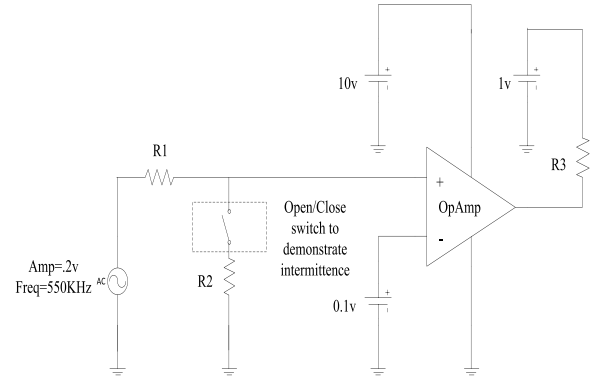 10v
+
-
1v
+
-
R1
R3
+
OpAmp
-
Open/Close
switch to
demonstrate
intermittence
Amp=.2v
Freq=550KHz
AC
R2
0.1v
+
-